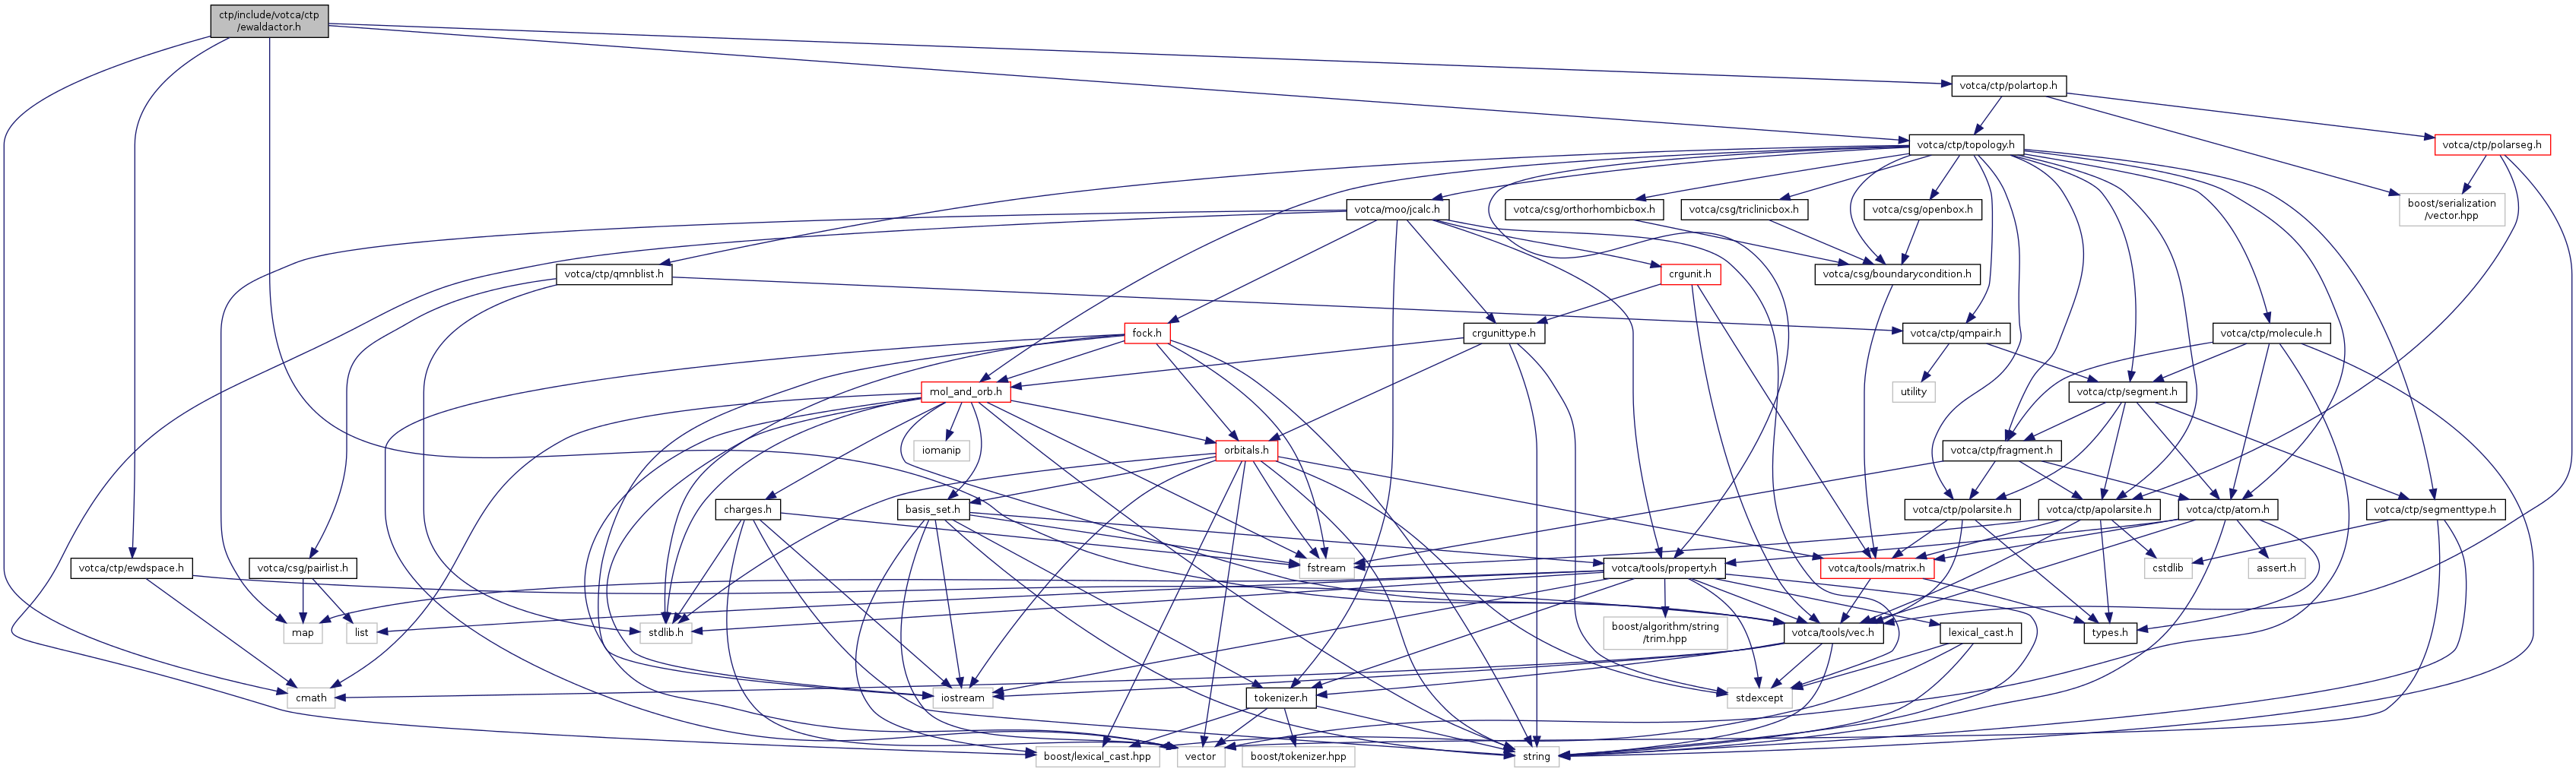 ctp/include/votca/ctp
/ewaldactor.h
votca/ctp/polartop.h
votca/ctp/topology.h
votca/ctp/polarseg.h
votca/moo/jcalc.h
votca/csg/orthorhombicbox.h
votca/csg/triclinicbox.h
votca/csg/openbox.h
boost/serialization
/vector.hpp
votca/ctp/qmnblist.h
crgunit.h
votca/csg/boundarycondition.h
fock.h
crgunittype.h
votca/ctp/qmpair.h
votca/ctp/molecule.h
mol_and_orb.h
utility
votca/ctp/segment.h
iomanip
orbitals.h
votca/ctp/fragment.h
charges.h
basis_set.h
votca/ctp/polarsite.h
votca/ctp/apolarsite.h
votca/ctp/atom.h
votca/ctp/segmenttype.h
votca/ctp/ewdspace.h
votca/csg/pairlist.h
fstream
votca/tools/property.h
votca/tools/matrix.h
cstdlib
assert.h
map
list
stdlib.h
boost/algorithm/string
/trim.hpp
votca/tools/vec.h
lexical_cast.h
types.h
cmath
iostream
tokenizer.h
stdexcept
boost/lexical_cast.hpp
vector
boost/tokenizer.hpp
string